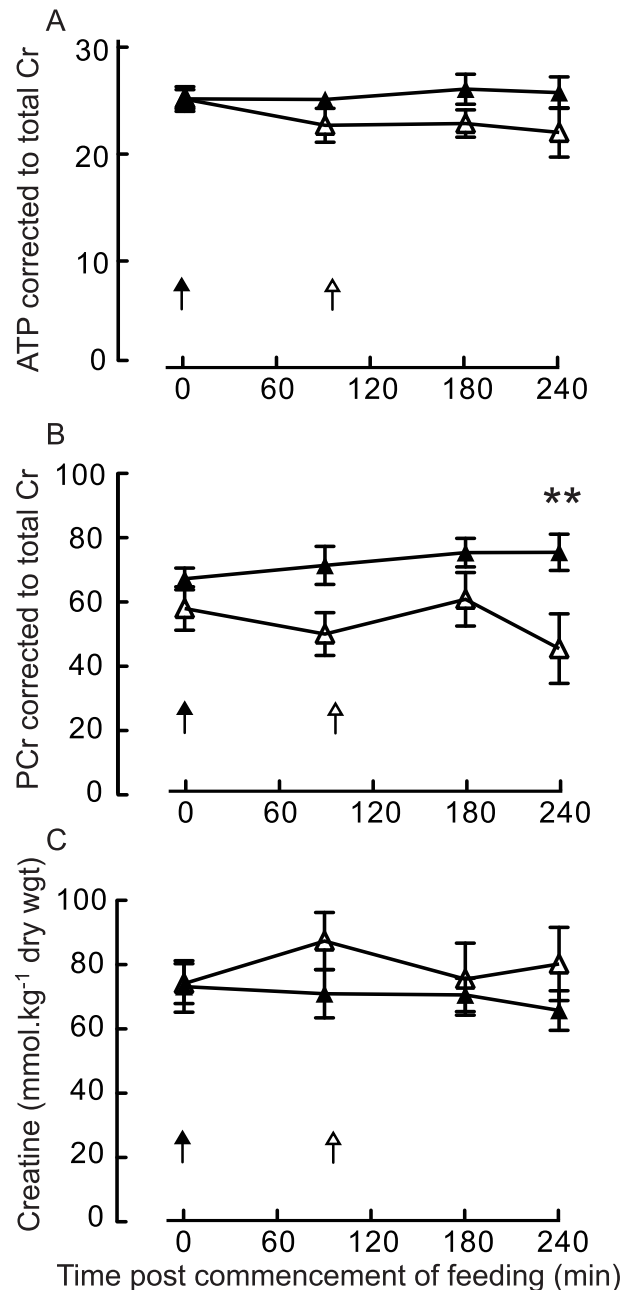 A
ATP corrected to total Cr
30
20
10
0
0 60 120 180 240
B
PCr corrected to total Cr
100
80
60
40
20
0
**
0 60 120 180 240
C
Creatine (mmol.kg⁻¹ dry wgt)
100
80
60
40
20
0
0 60 120 180 240
Time post commencement of feeding (min)